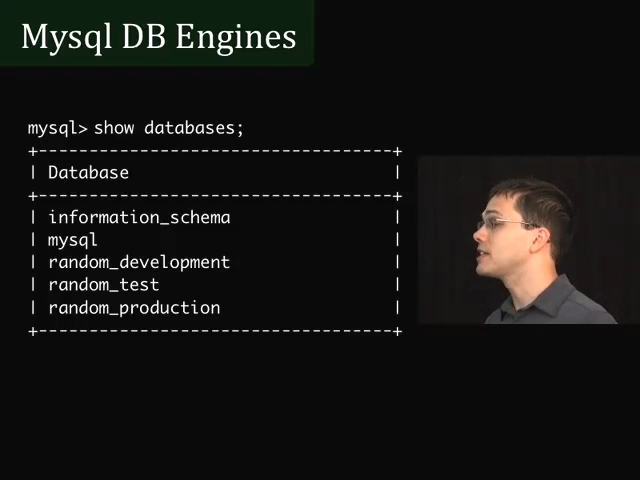 Mysql DB Engines
mysql> show databases;
+-----------------------------------+
| Database |
+-----------------------------------+
| information_schema |
| mysql |
| random_development |
| random_test |
| random_production |
+-----------------------------------+